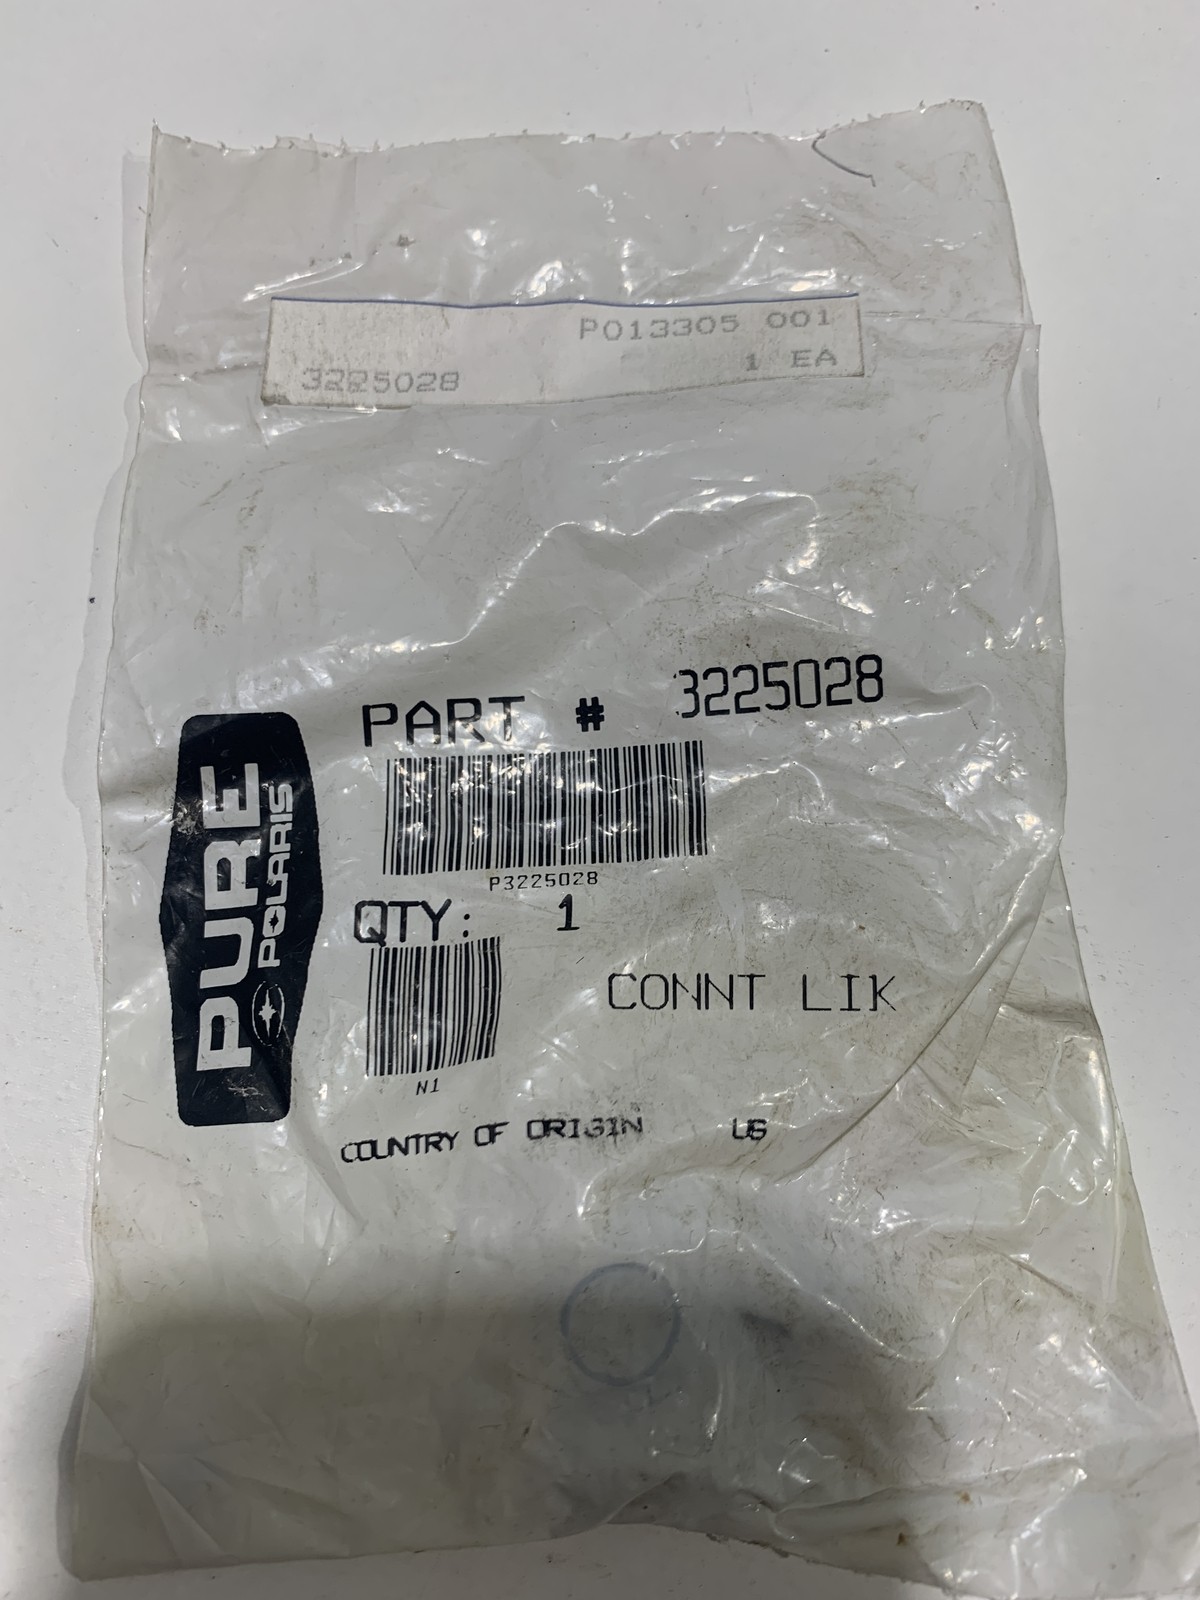 P013305 001
1 EA
3225028
PART # 3225028
P3225028
QTY: 1
CONNT LIK
N1
COUNTRY OF ORIGIN US
PURE
POLARIS